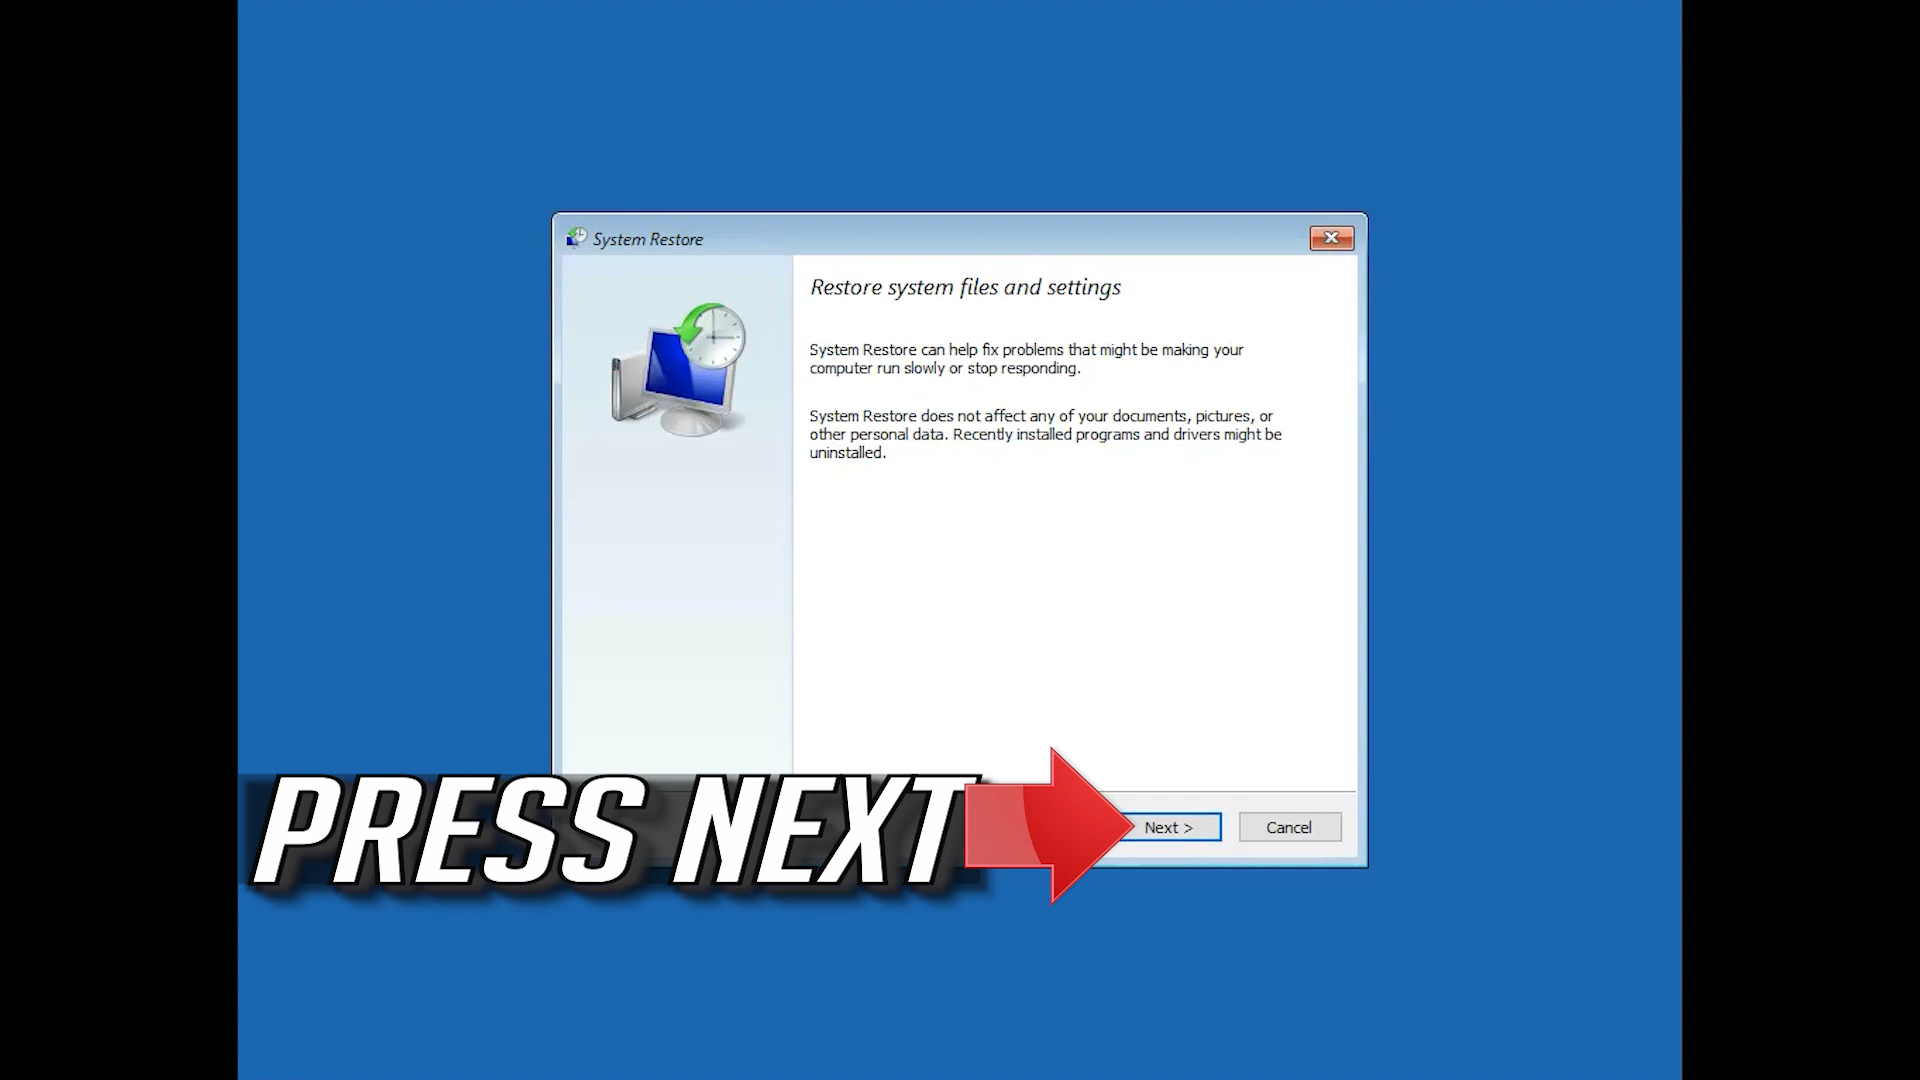 System Restore
Restore system files and settings
System Restore can help fix problems that might be making your
computer run slowly or stop responding.
System Restore does not affect any of your documents, pictures, or
other personal data. Recently installed programs and drivers might be
uninstalled.
PRESS NEXT
Next >
Cancel